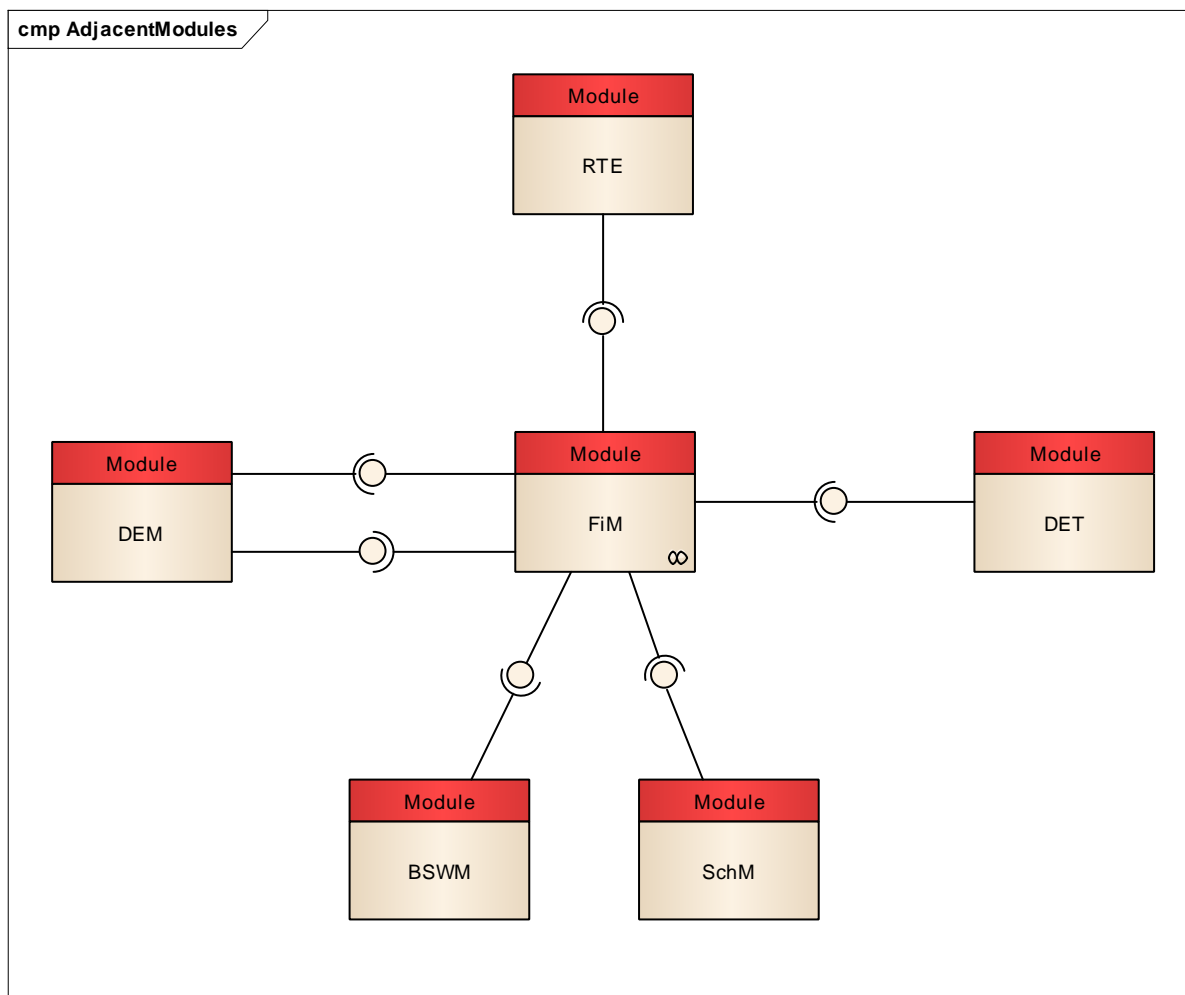 cmp AdjacentModules
Module
RTE
Module
DEM
Module
FiM
Module
DET
Module
BSWM
Module
SchM